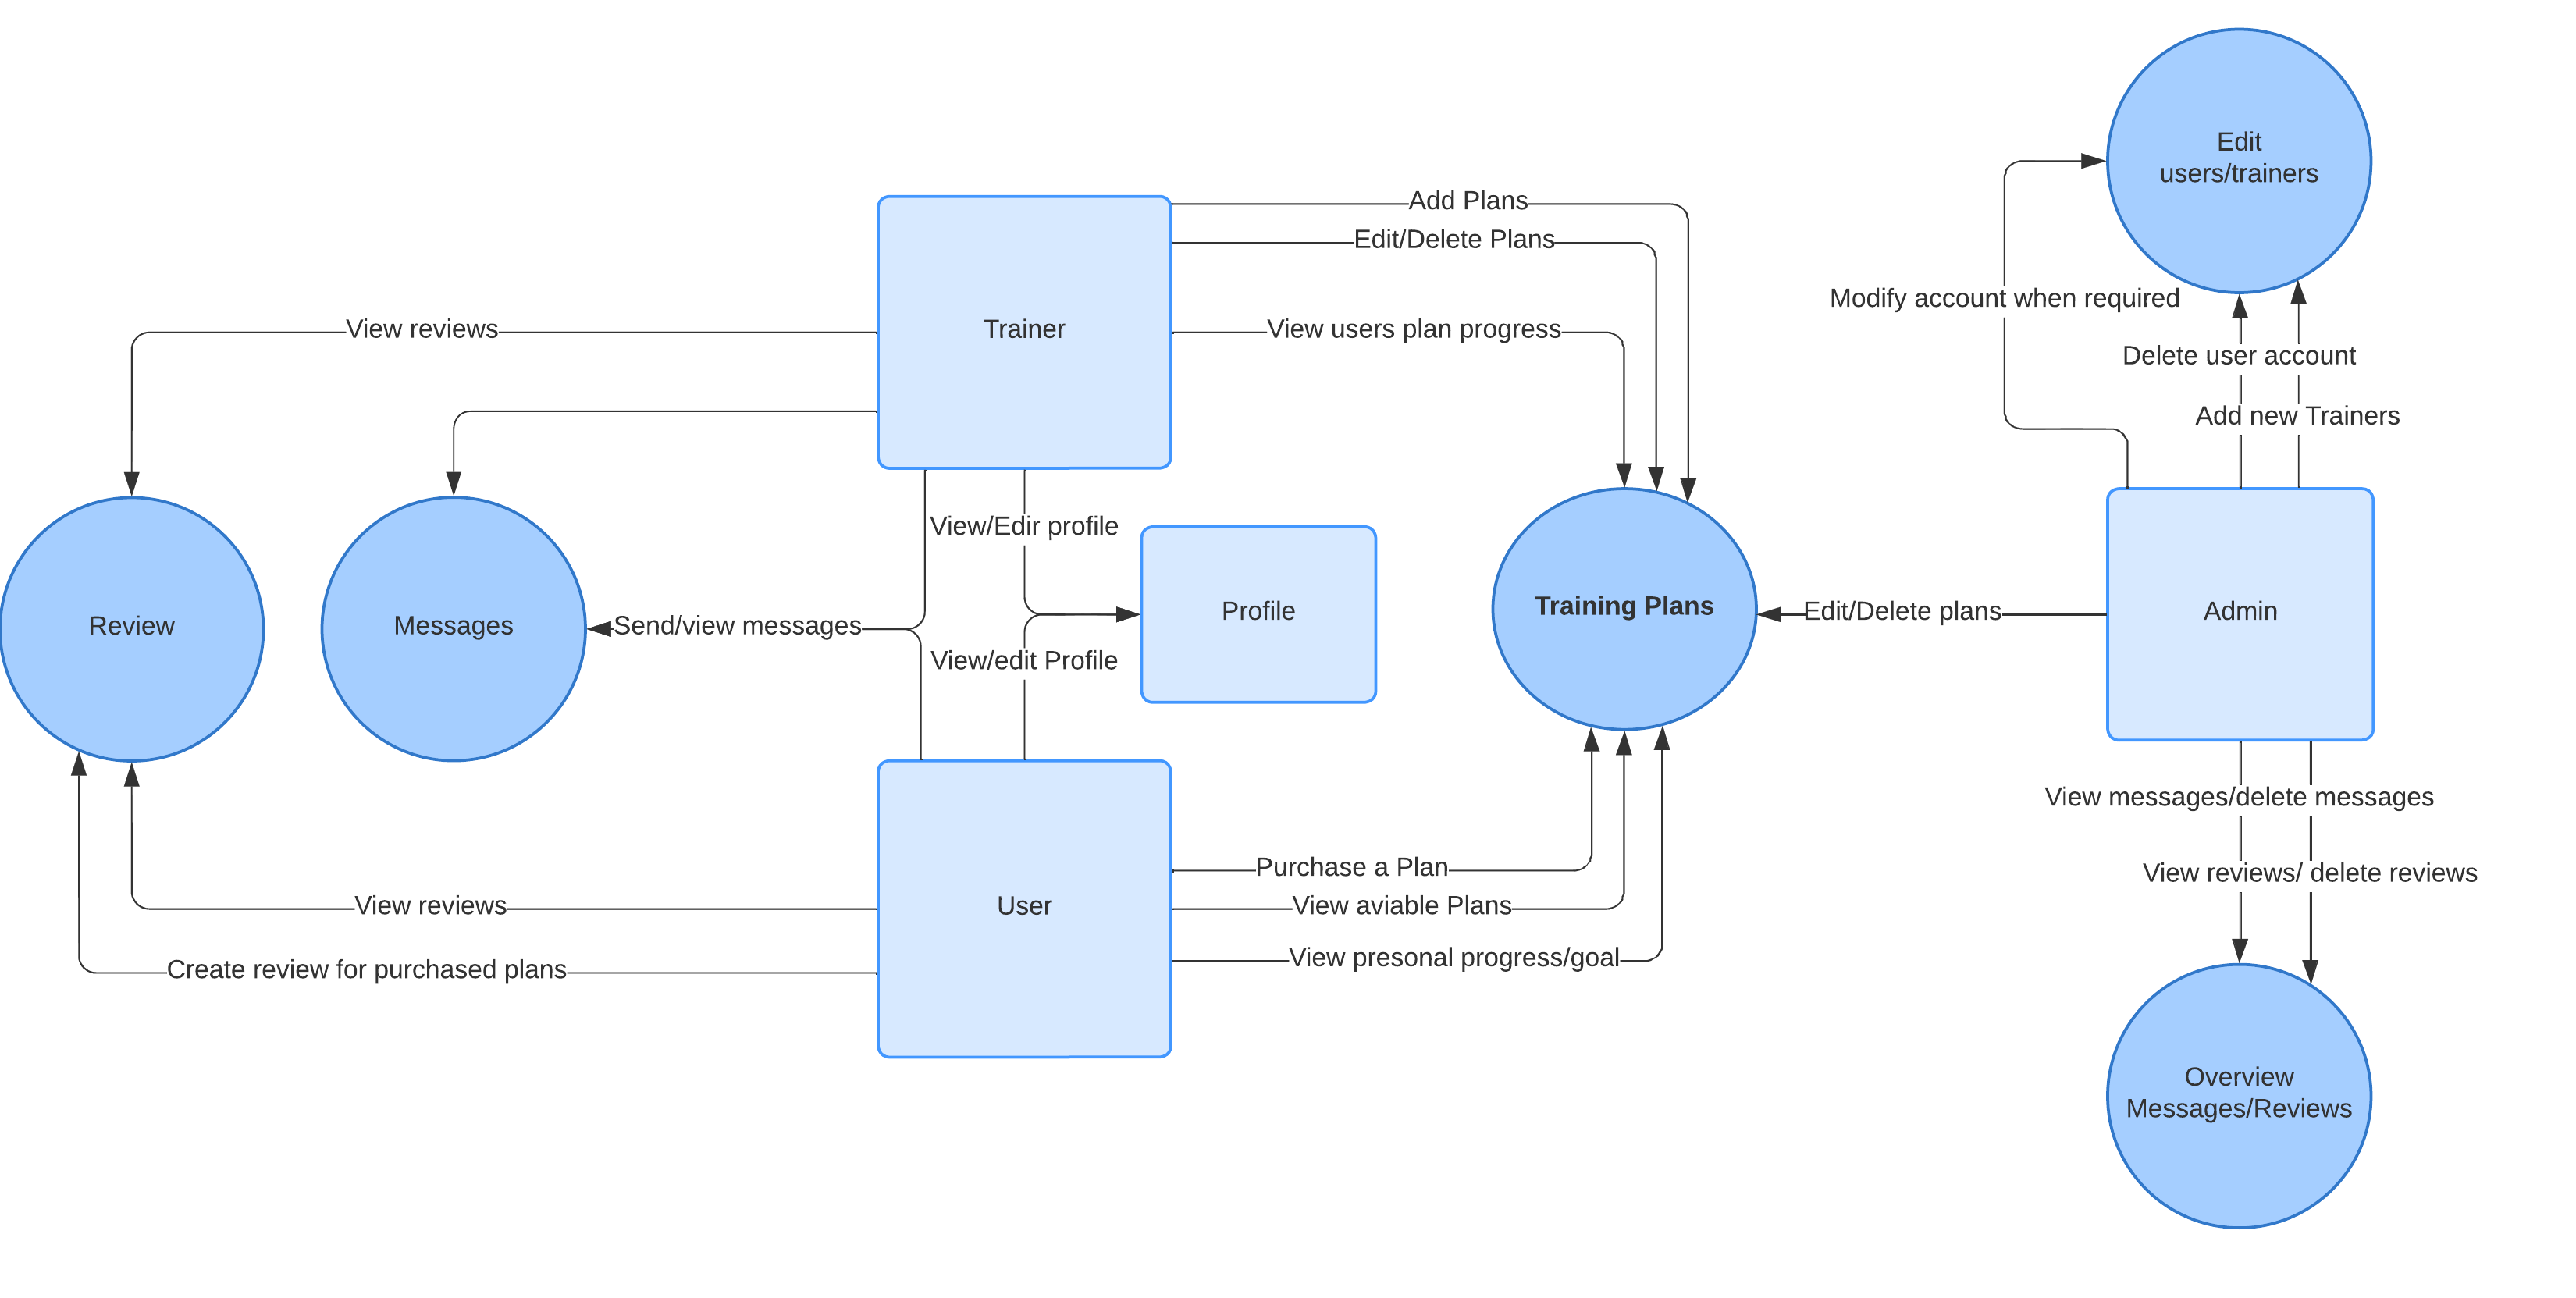 Edit
users/trainers
Add Plans
Edit/Delete Plans
Modify account when required
Trainer
View reviews
View users plan progress
Delete user account
Add new Trainers
View/Edir profile
Review
Messages
Send/view messages
Profile
Training Plans
Edit/Delete plans
Admin
View/edit Profile
View messages/delete messages
Purchase a Plan
View reviews/ delete reviews
View reviews
User
View aviable Plans
View presonal progress/goal
Create review for purchased plans
Overview
Messages/Reviews